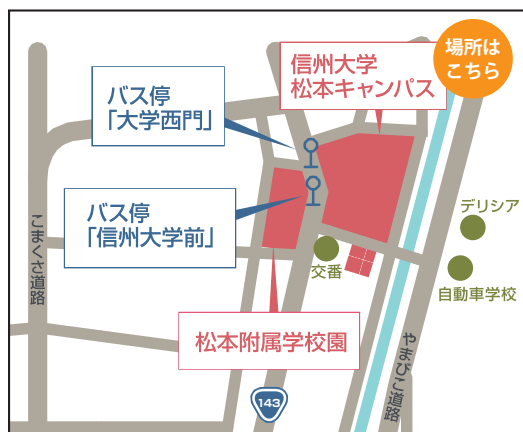 場所は
こちら
信州大学
松本キャンパス
バス停
「大学西門」
バス停
「信州大学前」
デリシア
交番
自動車学校
こまくさ道路
松本附属学校園
やまびこ道路
143